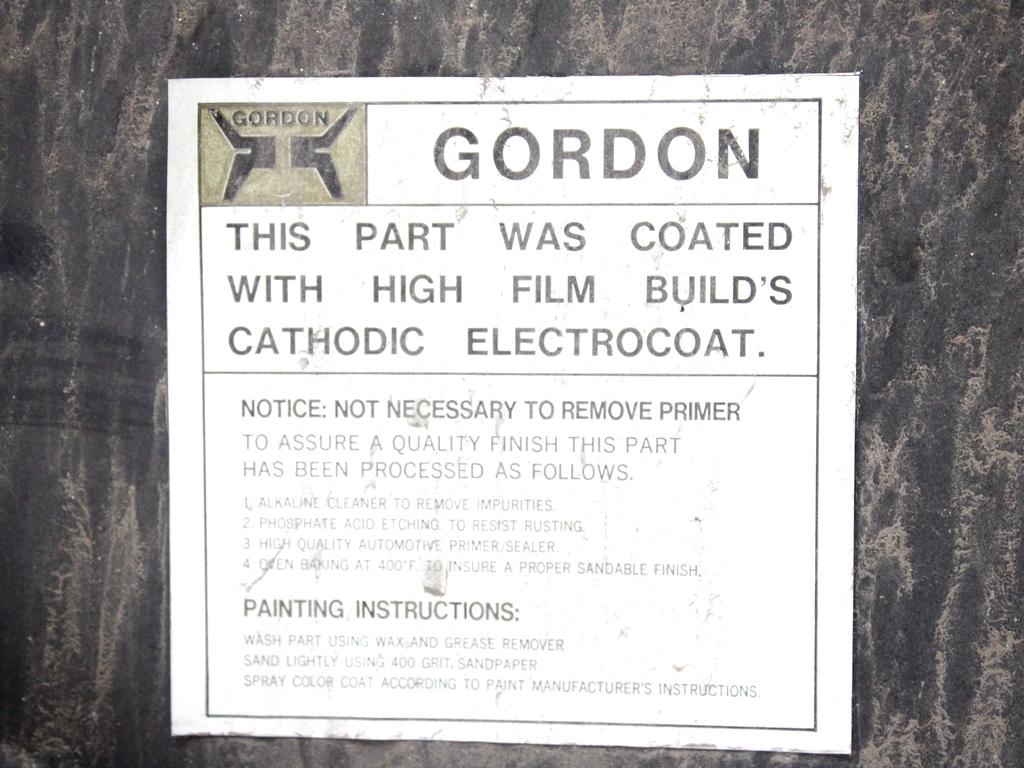 GORDON
GORDON
THIS PART WAS COATED
WITH HIGH FILM BUILD'S
CATHODIC ELECTROCOAT.
NOTICE: NOT NECESSARY TO REMOVE PRIMER
TO ASSURE A QUALITY FINISH THIS PART
HAS BEEN PROCESSED AS FOLLOWS.
1. ALKALINE CLEANER TO REMOVE IMPURITIES.
2. PHOSPHATE ACID ETCHING TO RESIST RUSTING.
3. HIGH QUALITY AUTOMOTIVE PRIMER/SEALER.
4. OVEN BAKING AT 400°F. TO INSURE A PROPER SANDABLE FINISH.
PAINTING INSTRUCTIONS:
WASH PART USING WAX AND GREASE REMOVER
SAND LIGHTLY USING 400 GRIT, SANDPAPER
SPRAY COLOR COAT ACCORDING TO PAINT MANUFACTURER'S INSTRUCTIONS.